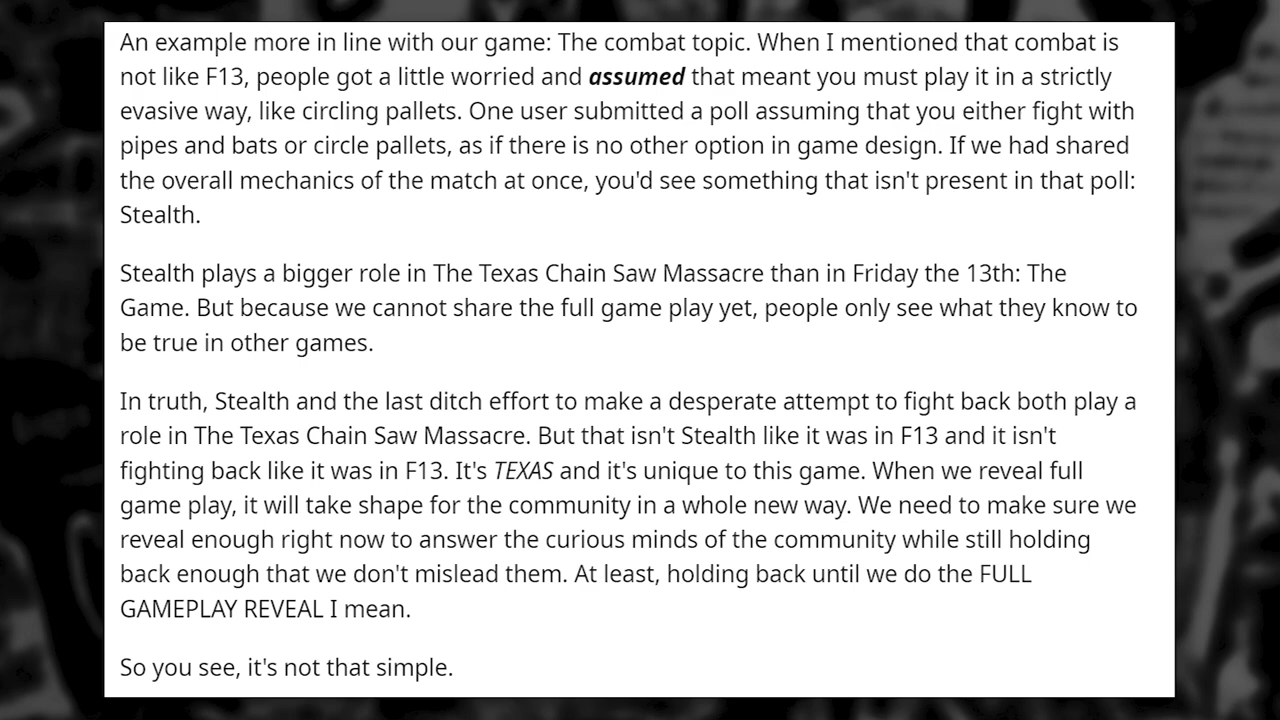 An example more in line with our game: The combat topic. When I mentioned that combat is
not like F13, people got a little worried and assumed that meant you must play it in a strictly
evasive way, like circling pallets. One user submitted a poll assuming that you either fight with
pipes and bats or circle pallets, as if there is no other option in game design. If we had shared
the overall mechanics of the match at once, you'd see something that isn't present in that poll:
Stealth.
Stealth plays a bigger role in The Texas Chain Saw Massacre than in Friday the 13th: The
Game. But because we cannot share the full game play yet, people only see what they know to
be true in other games.
In truth, Stealth and the last ditch effort to make a desperate attempt to fight back both play a
role in The Texas Chain Saw Massacre. But that isn't Stealth like it was in F13 and it isn't
fighting back like it was in F13. It's TEXAS and it's unique to this game. When we reveal full
game play, it will take shape for the community in a whole new way. We need to make sure we
reveal enough right now to answer the curious minds of the community while still holding
back enough that we don't mislead them. At least, holding back until we do the FULL
GAMEPLAY REVEAL I mean.
So you see, it's not that simple.